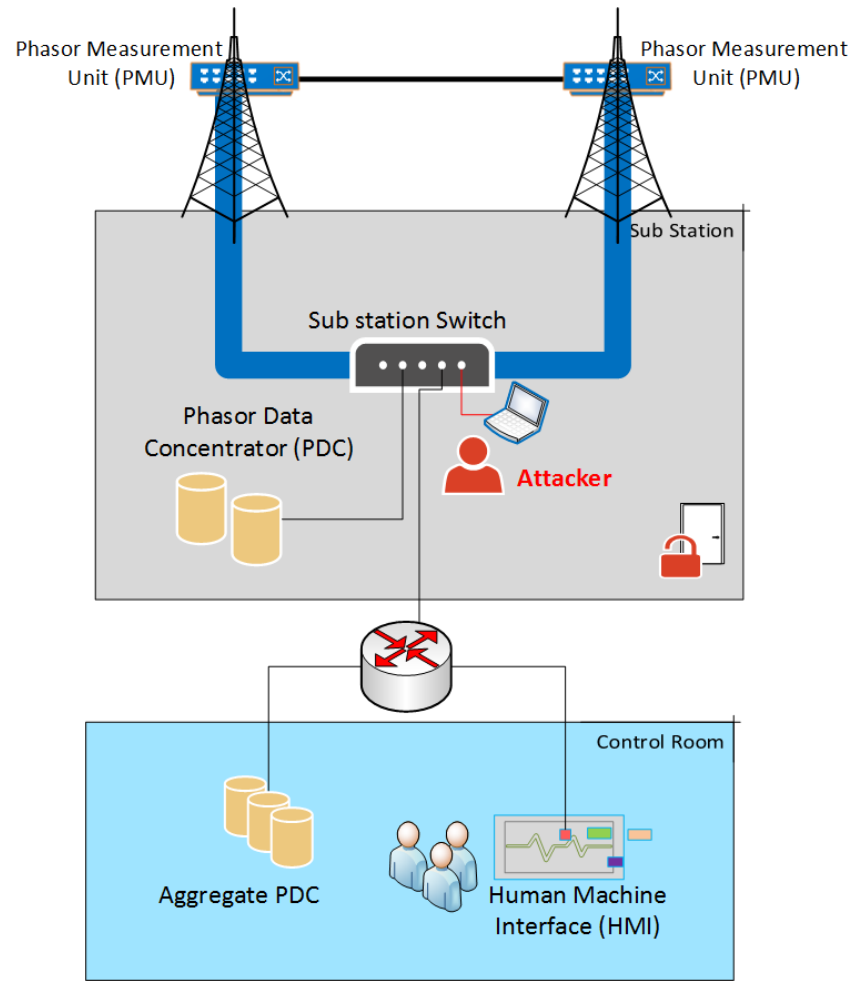 Phasor Measurement
Unit (PMU)
Phasor Measurement
Unit (PMU)
Sub Station
Sub station Switch
Phasor Data
Concentrator (PDC)
Attacker
Control Room
Aggregate PDC
Human Machine
Interface (HMI)